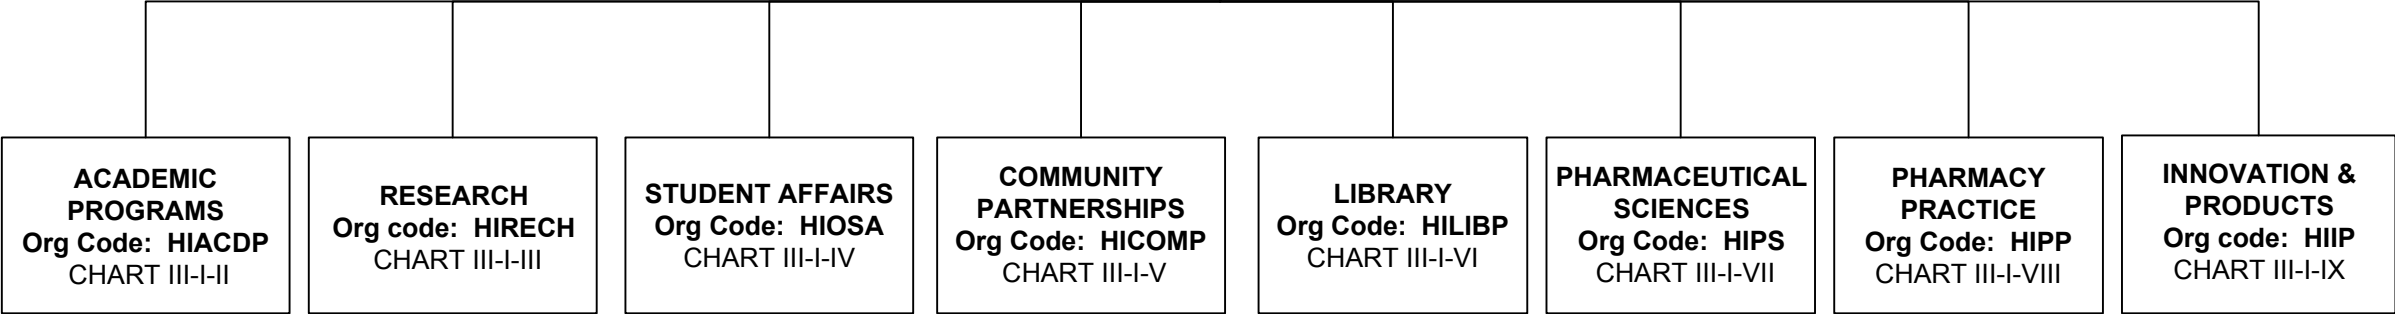 ACADEMIC
PROGRAMS
Org Code: HIACDP
CHART III-I-II
RESEARCH
Org code: HIRECH
CHART III-I-III
STUDENT AFFAIRS
Org Code: HIOSA
CHART III-I-IV
COMMUNITY
PARTNERSHIPS
Org Code: HICOMP
CHART III-I-V
LIBRARY
Org Code: HILIBP
CHART III-I-VI
PHARMACEUTICAL
SCIENCES
Org Code: HIPS
CHART III-I-VII
PHARMACY
PRACTICE
Org Code: HIPP
CHART III-I-VIII
INNOVATION &
PRODUCTS
Org code: HIIP
CHART III-I-IX